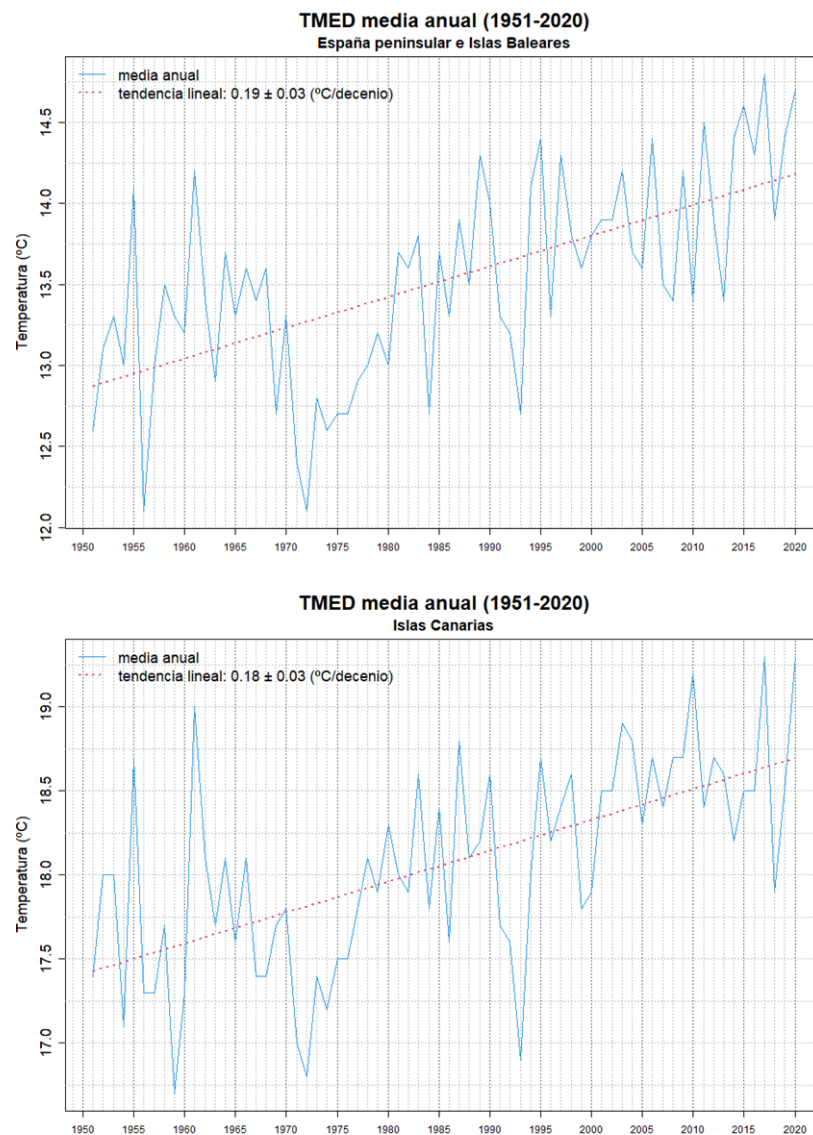 TMED media anual (1951-2020)
España peninsular e Islas Baleares
media anual
tendencia lineal: 0.19 ± 0.03 (ºC/decenio)
Temperatura (ºC)
14.5
14.0
13.5
13.0
12.5
12.0
1950 1955 1960 1965 1970 1975 1980 1985 1990 1995 2000 2005 2010 2015 2020
TMED media anual (1951-2020)
Islas Canarias
media anual
tendencia lineal: 0.18 ± 0.03 (ºC/decenio)
Temperatura (ºC)
19.0
18.5
18.0
17.5
17.0
1950 1955 1960 1965 1970 1975 1980 1985 1990 1995 2000 2005 2010 2015 2020